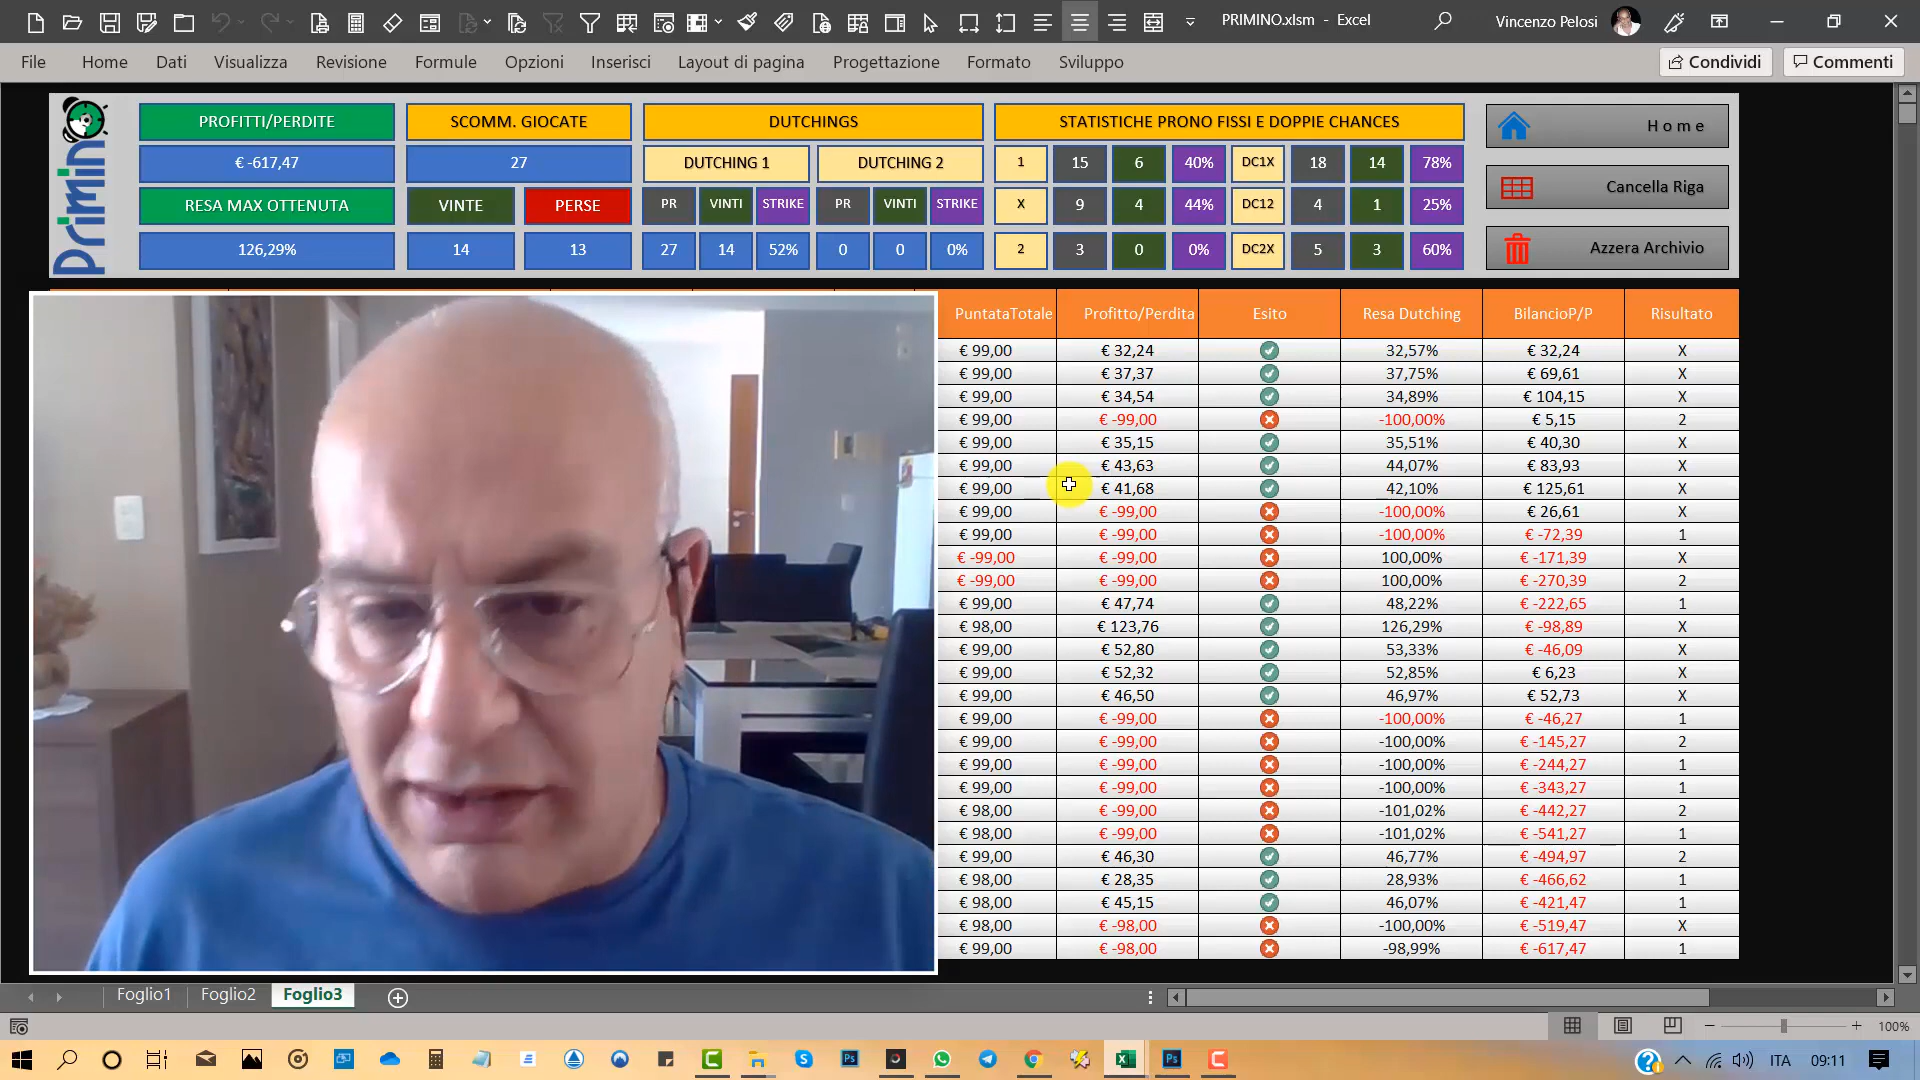 PRIMINO.xlsm - Excel
Vincenzo Pelosi
File Home Dati Visualizza Revisione Formule Opzioni Inserisci Layout di pagina Progettazione Formato Sviluppo Condividi Commenti
Primino
PROFITTI/PERDITE SCOMM. GIOCATE DUTCHINGS STATISTICHE PRONO FISSI E DOPPIE CHANCES Home
€ -617,47 27 DUTCHING 1 DUTCHING 2 1 15 6 40% DC1X 18 14 78%
Cancella Riga
RESA MAX OTTENUTA VINTE PERSE PR VINTI STRIKE PR VINTI STRIKE X 9 4 44% DC12 4 1 25%
126,29% 14 13 27 14 52% 0 0 0% 2 3 0 0% DC2X 5 3 60% Azzera Archivio
PuntataTotale Profitto/Perdita Esito Resa Dutching BilancioP/P Risultato
€ 99,00 € 32,24 32,57% € 32,24 X
€ 99,00 € 37,37 37,75% € 69,61 X
€ 99,00 € 34,54 34,89% € 104,15 X
€ 99,00 € -99,00 -100,00% € 5,15 2
€ 99,00 € 35,15 35,51% € 40,30 X
€ 99,00 € 43,63 44,07% € 83,93 X
€ 99,00 € 41,68 42,10% € 125,61 X
€ 99,00 € -99,00 -100,00% € 26,61 X
€ 99,00 € -99,00 -100,00% € -72,39 1
€ -99,00 € -99,00 100,00% € -171,39 X
€ -99,00 € -99,00 100,00% € -270,39 2
€ 99,00 € 47,74 48,22% € -222,65 1
€ 98,00 € 123,76 126,29% € -98,89 X
€ 99,00 € 52,80 53,33% € -46,09 X
€ 99,00 € 52,32 52,85% € 6,23 X
€ 99,00 € 46,50 46,97% € 52,73 X
€ 99,00 € -99,00 -100,00% € -46,27 1
€ 99,00 € -99,00 -100,00% € -145,27 2
€ 99,00 € -99,00 -100,00% € -244,27 1
€ 99,00 € -99,00 -100,00% € -343,27 1
€ 98,00 € -99,00 -101,02% € -442,27 2
€ 98,00 € -99,00 -101,02% € -541,27 1
€ 99,00 € 46,30 46,77% € -494,97 2
€ 98,00 € 28,35 28,93% € -466,62 1
€ 98,00 € 45,15 46,07% € -421,47 1
€ 98,00 € -98,00 -100,00% € -519,47 X
€ 99,00 € -98,00 -98,99% € -617,47 1
Foglio1 Foglio2 Foglio3
100%
ITA 09:11